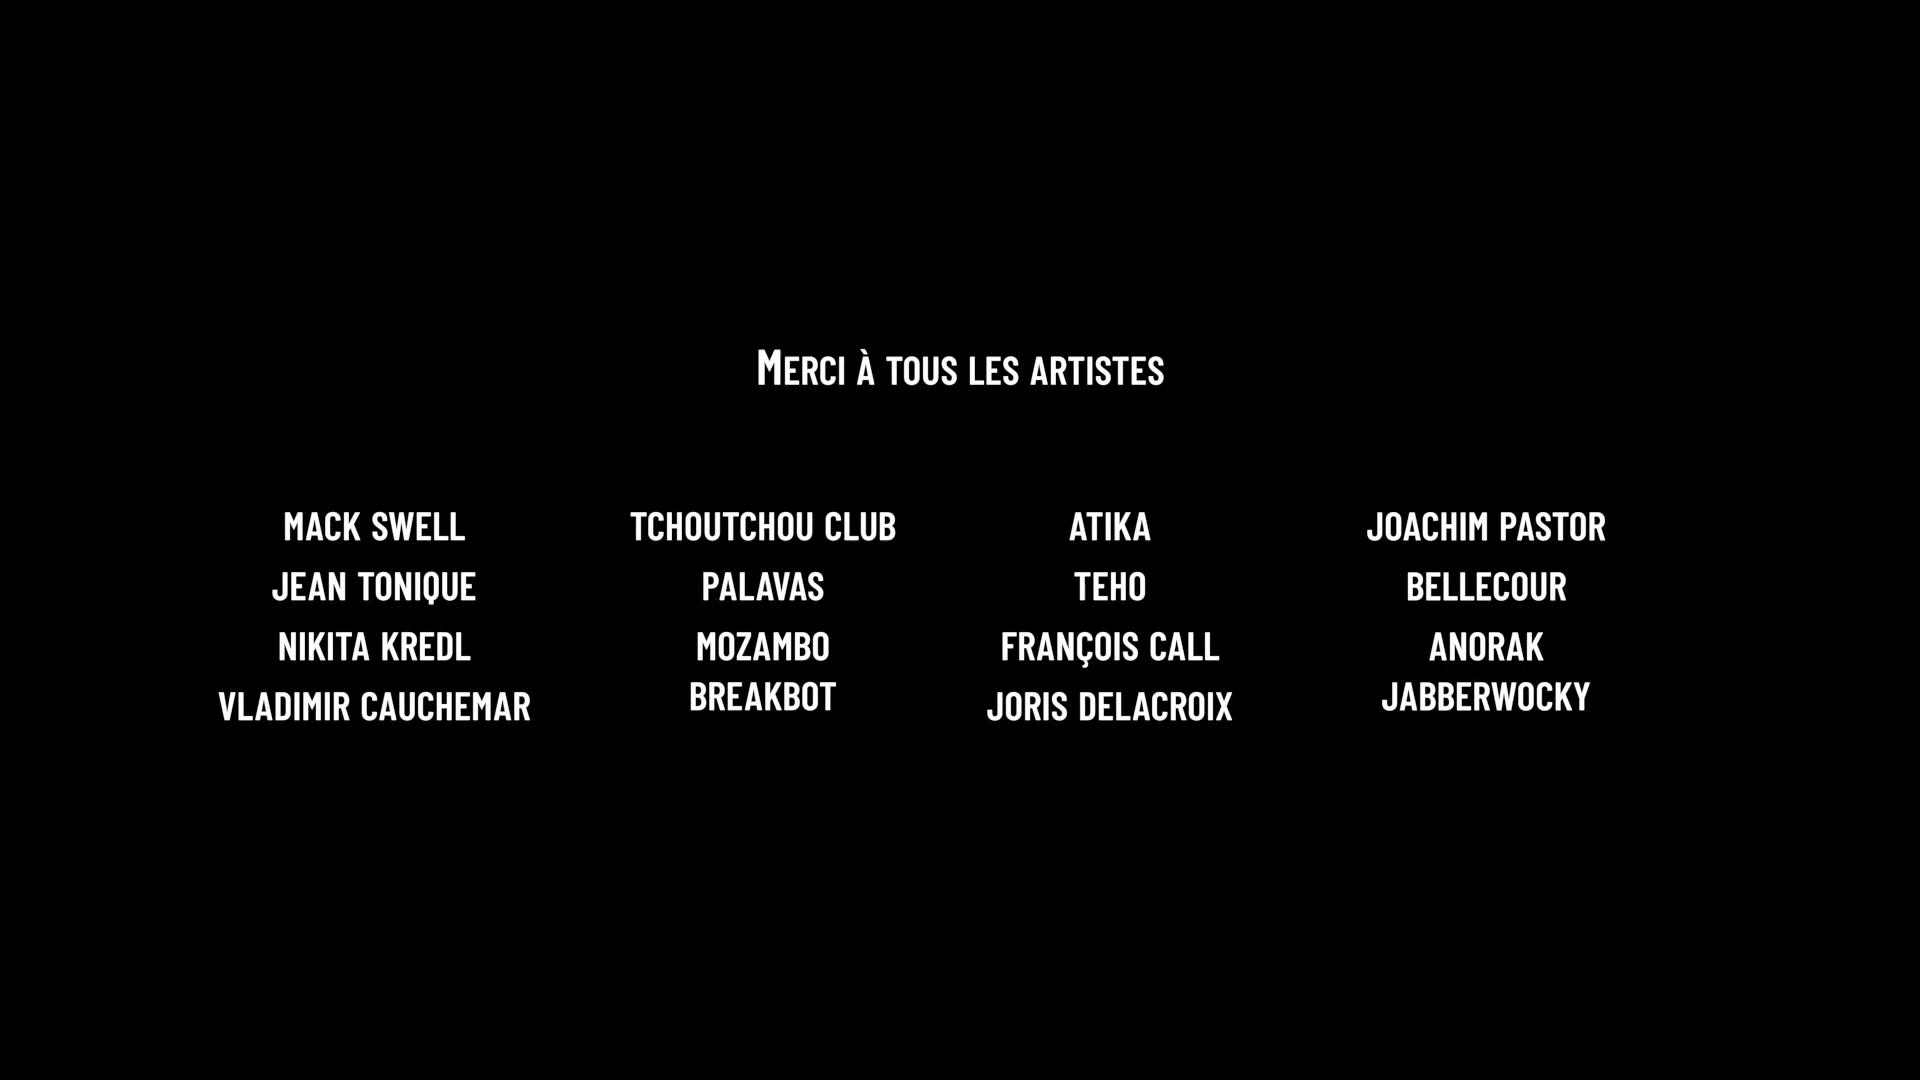 MERCI À TOUS LES ARTISTES
MACK SWELL
JEAN TONIQUE
NIKITA KREDL
VLADIMIR CAUCHEMAR
TCHOUTCHOU CLUB
PALAVAS
MOZAMBO
BREAKBOT
ATIKA
TEHO
FRANÇOIS CALL
JORIS DELACROIX
JOACHIM PASTOR
BELLECOUR
ANORAK
JABBERWOCKY